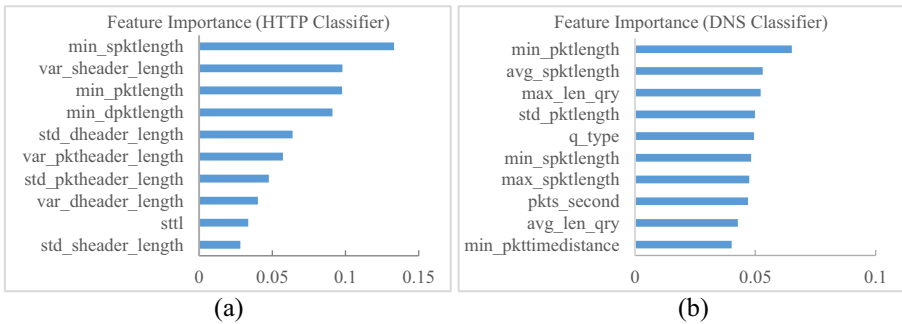 Feature Importance (HTTP Classifier)
min_spktlength
var_sheader_length
min_pktlength
min_dpktlength
std_dheader_length
var_pktheader_length
std_pktheader_length
var_dheader_length
sttl
std_sheader_length
0 0.05 0.1 0.15
(a)
Feature Importance (DNS Classifier)
min_pktlength
avg_spktlength
max_len_qry
std_pktlength
q_type
min_spktlength
max_spktlength
pkts_second
avg_len_qry
min_pkttimedistance
0 0.05 0.1
(b)